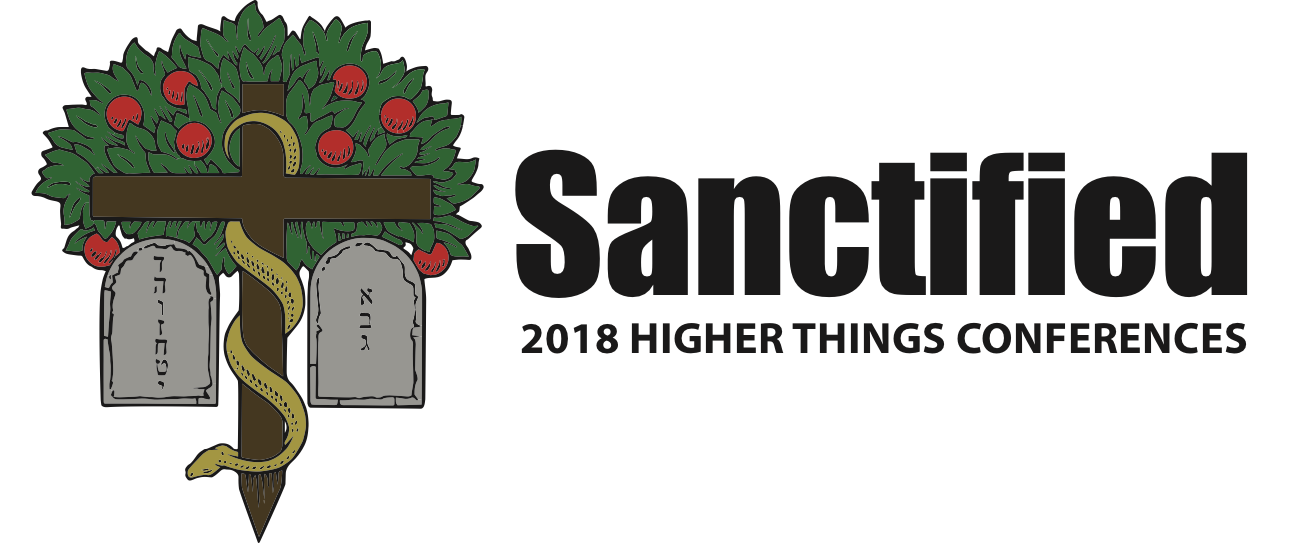 א
ב
ג
ד
ה
ו
ז
ח
ט
י
Sanctified
2018 HIGHER THINGS CONFERENCES